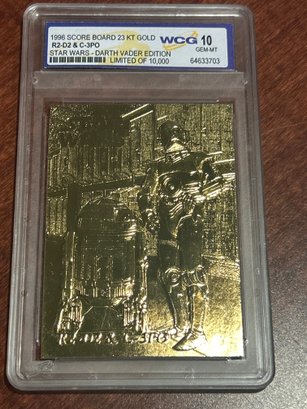 1996 SCORE BOARD 23 KT GOLD
R2-D2 & C-3PO
STAR WARS - DARTH VADER EDITION
LIMITED OF 10,000
WCG 10
GEM-MT
64633703
R2-D2 & C-3PO